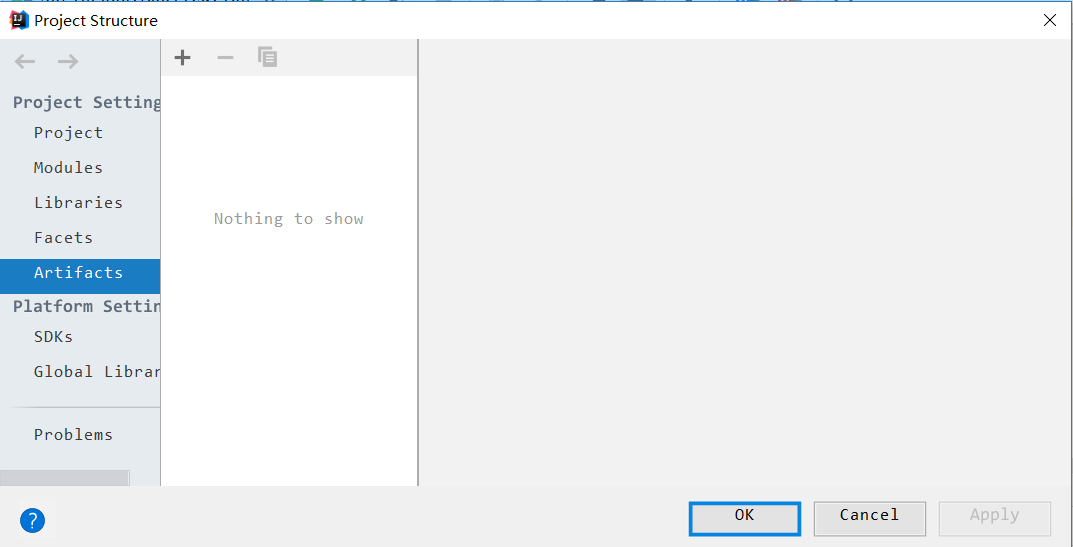 Project Structure
Project Setting
Project
Modules
Libraries
Facets
Artifacts
Platform Settin
SDKs
Global Librar
Problems
Nothing to show
OK
Cancel
Apply